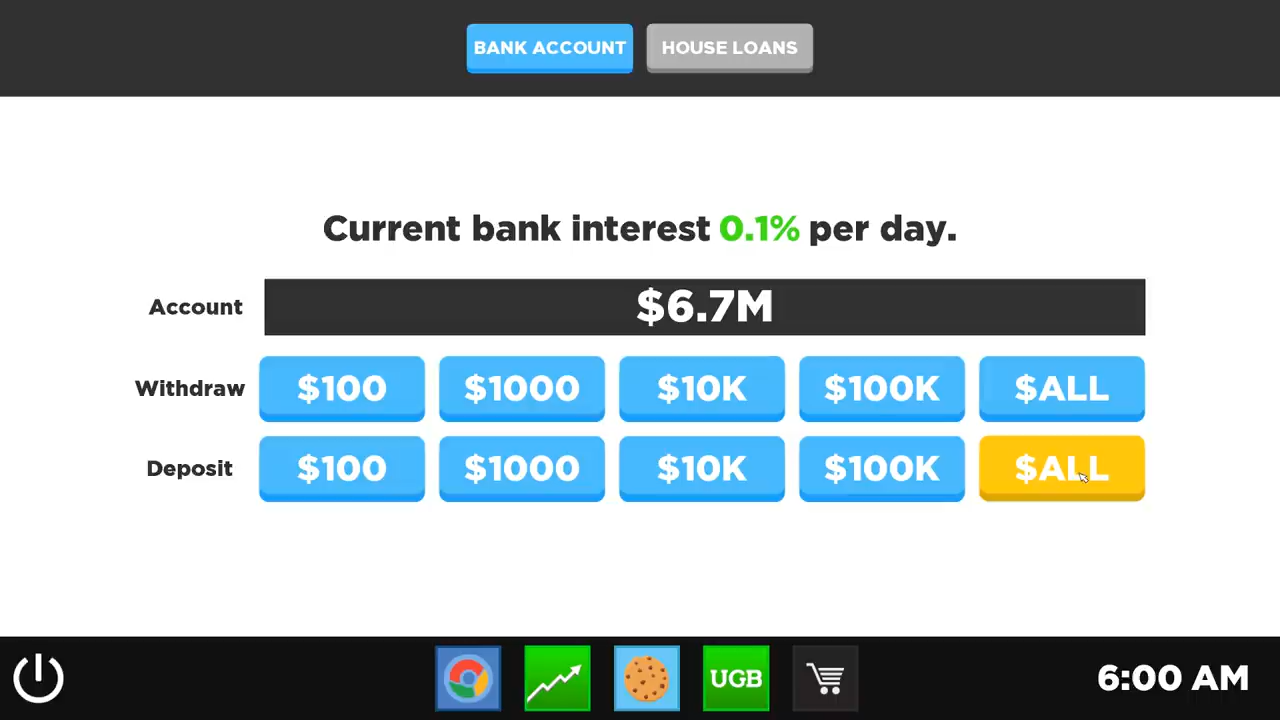 BANK ACCOUNT HOUSE LOANS
Current bank interest 0.1% per day.
Account $6.7M
Withdraw $100 $1000 $10K $100K $ALL
Deposit $100 $1000 $10K $100K $ALL
UGB 6:00 AM